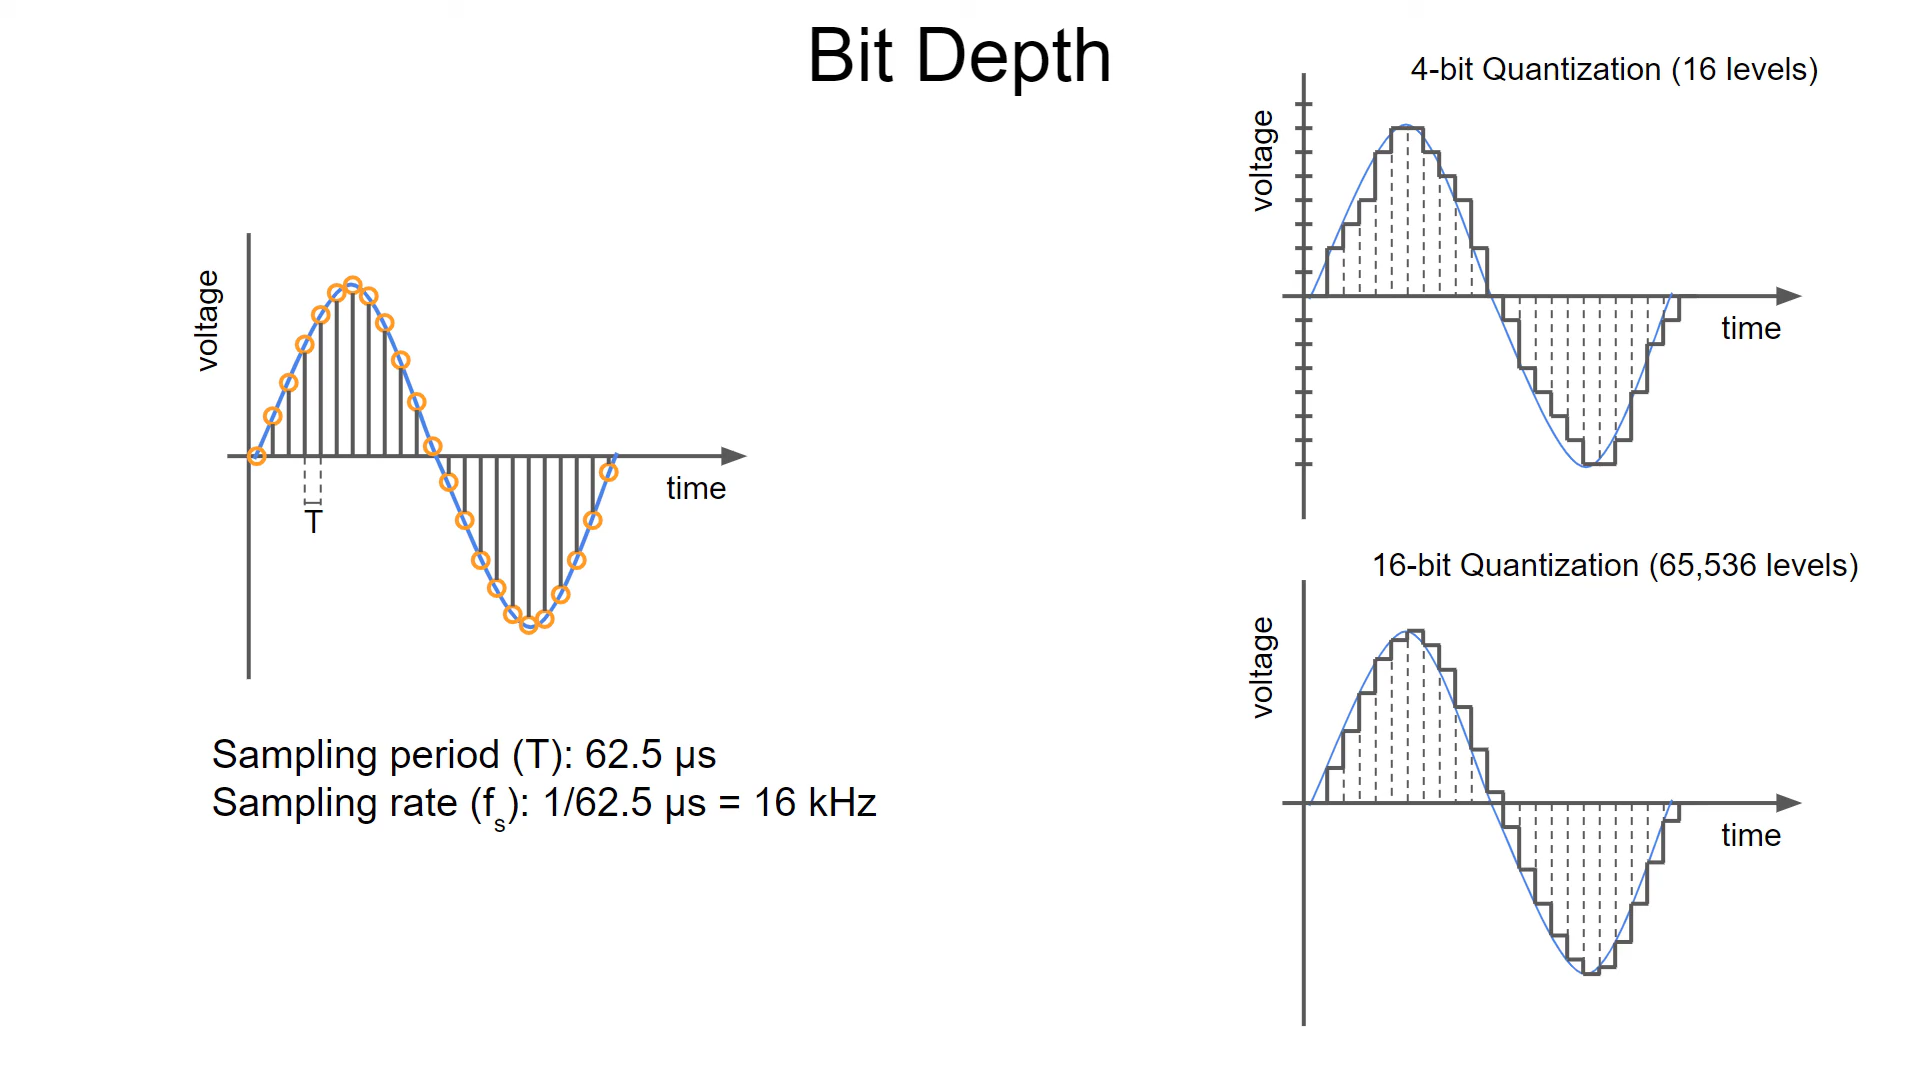 Bit Depth
voltage
time
T
Sampling period (T): 62.5 μs
Sampling rate (fs): 1/62.5 μs = 16 kHz
4-bit Quantization (16 levels)
voltage
time
16-bit Quantization (65,536 levels)
voltage
time